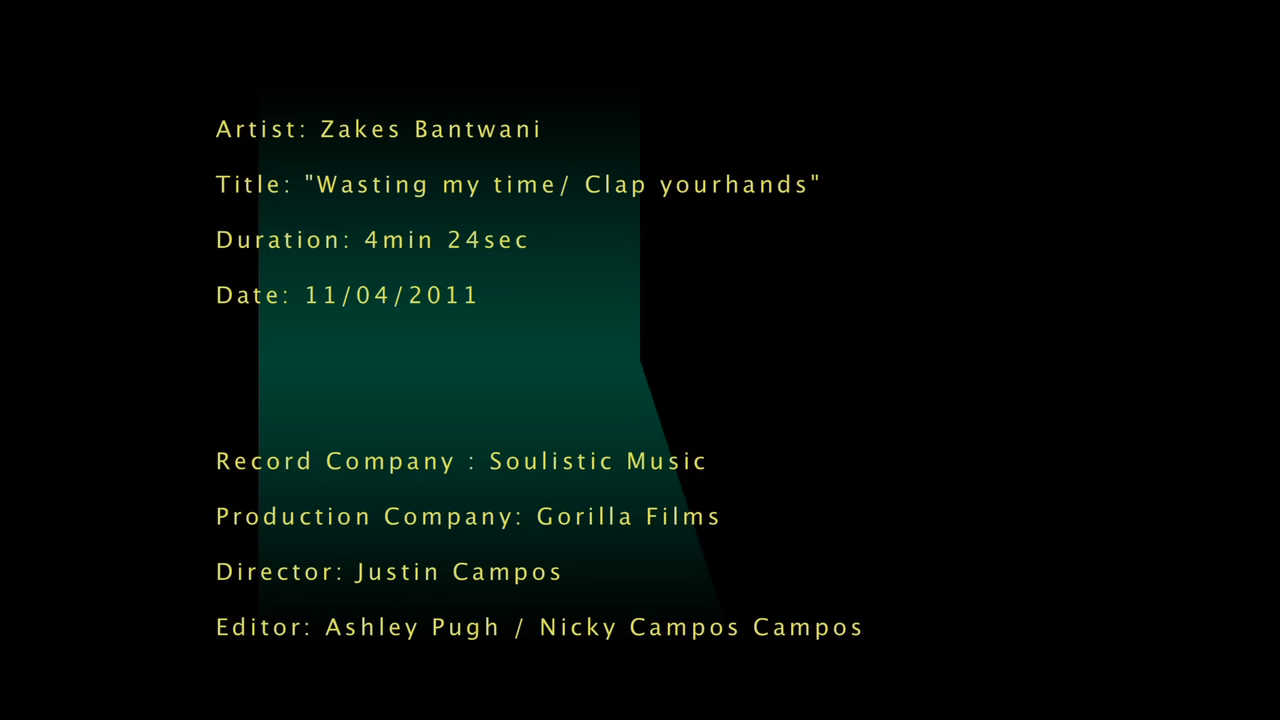 Artist: Zakes Bantwani
Title: "Wasting my time/ Clap yourhands"
Duration: 4min 24sec
Date: 11/04/2011
Record Company : Soulistic Music
Production Company: Gorilla Films
Director: Justin Campos
Editor: Ashley Pugh / Nicky Campos Campos